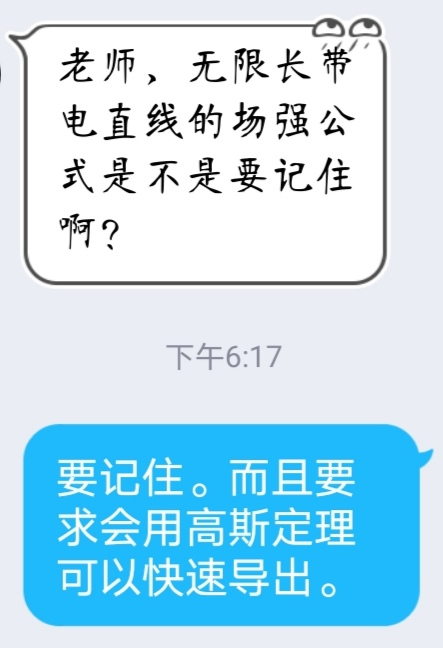 老师、无限长带
电直线的场强公
式是不是要记住
啊?
下午6:17
要记住。而且要
求会用高斯定理
可以快速导出。